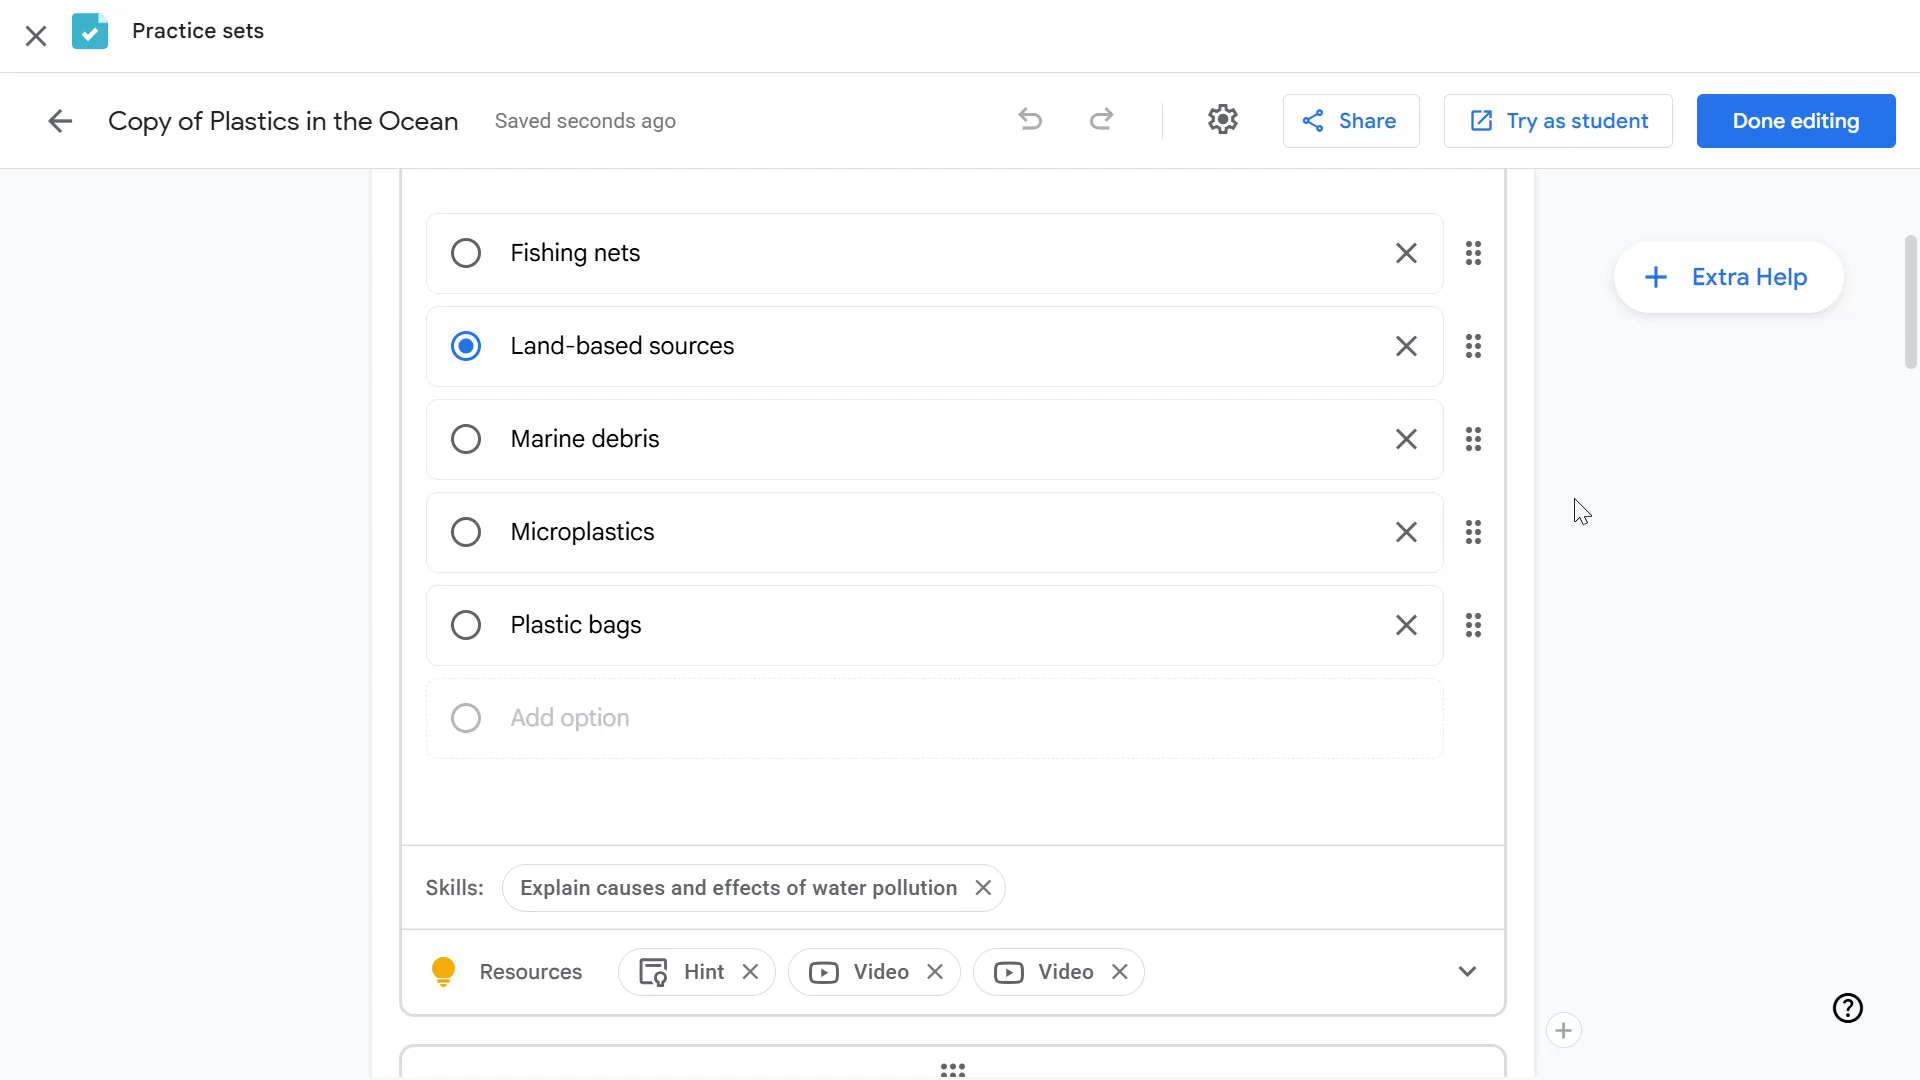 Practice sets
Copy of Plastics in the Ocean Saved seconds ago Share Try as student Done editing
Fishing nets
Extra Help
Land-based sources
Marine debris
Microplastics
Plastic bags
Add option
Skills: Explain causes and effects of water pollution
Resources Hint Video Video